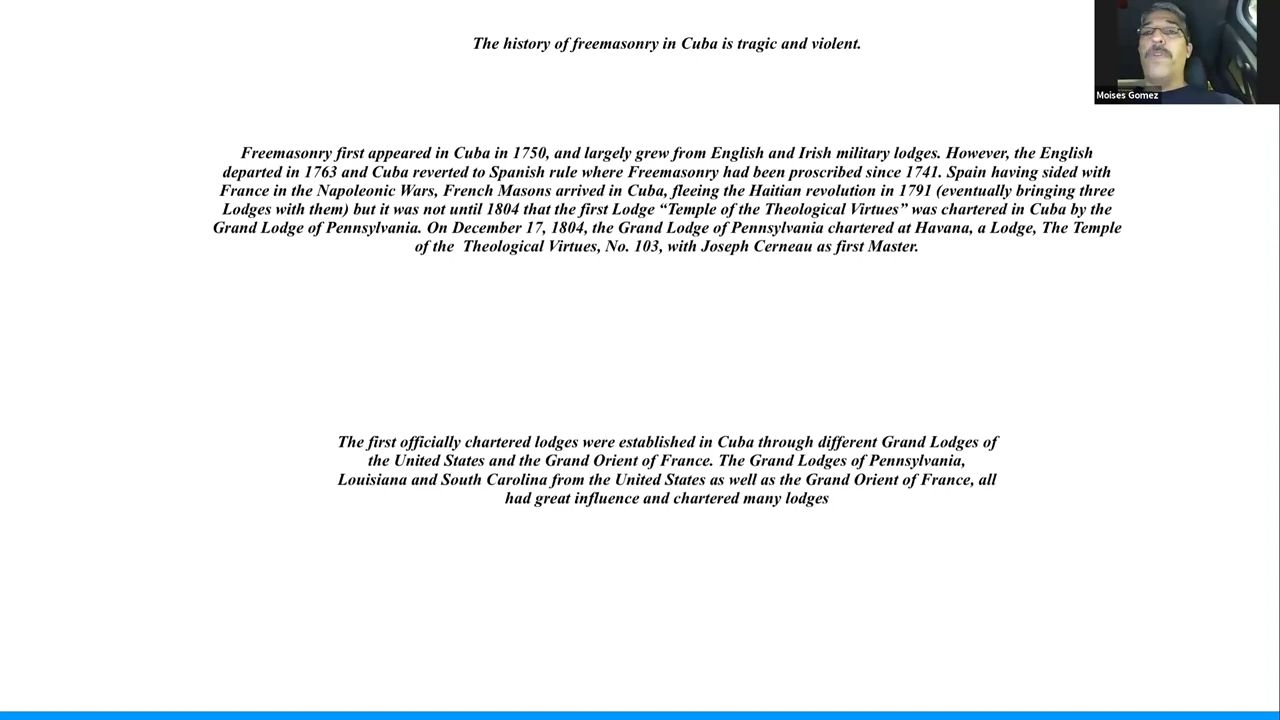 The history of freemasonry in Cuba is tragic and violent.
Moises Gomez
Freemasonry first appeared in Cuba in 1750, and largely grew from English and Irish military lodges. However, the English
departed in 1763 and Cuba reverted to Spanish rule where Freemasonry had been proscribed since 1741. Spain having sided with
France in the Napoleonic Wars, French Masons arrived in Cuba, fleeing the Haitian revolution in 1791 (eventually bringing three
Lodges with them) but it was not until 1804 that the first Lodge “Temple of the Theological Virtues” was chartered in Cuba by the
Grand Lodge of Pennsylvania. On December 17, 1804, the Grand Lodge of Pennsylvania chartered at Havana, a Lodge, The Temple
of the Theological Virtues, No. 103, with Joseph Cerneau as first Master.
The first officially chartered lodges were established in Cuba through different Grand Lodges of
the United States and the Grand Orient of France. The Grand Lodges of Pennsylvania,
Louisiana and South Carolina from the United States as well as the Grand Orient of France, all
had great influence and chartered many lodges